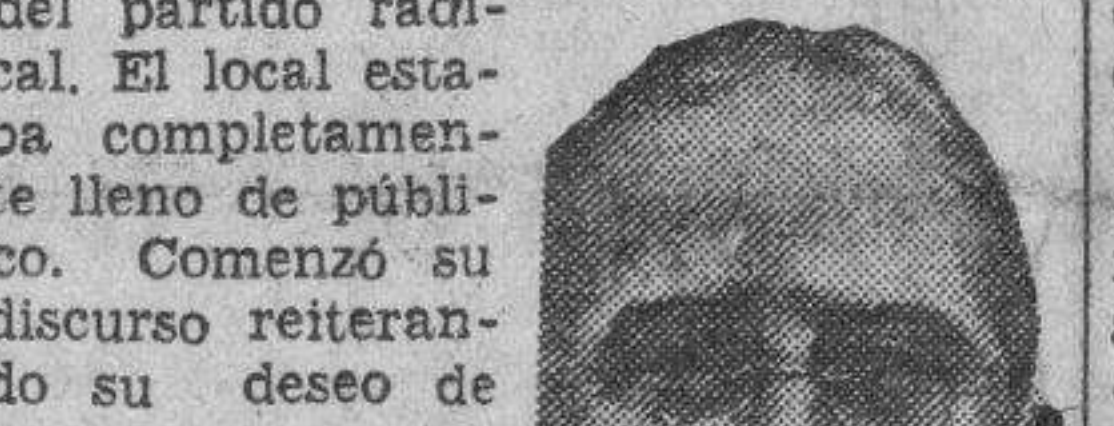 del partido radi-
cal. El local esta-
ba completamen-
te lleno de públi-
co. Comenzó su
discurso reiteran-
do su deseo de